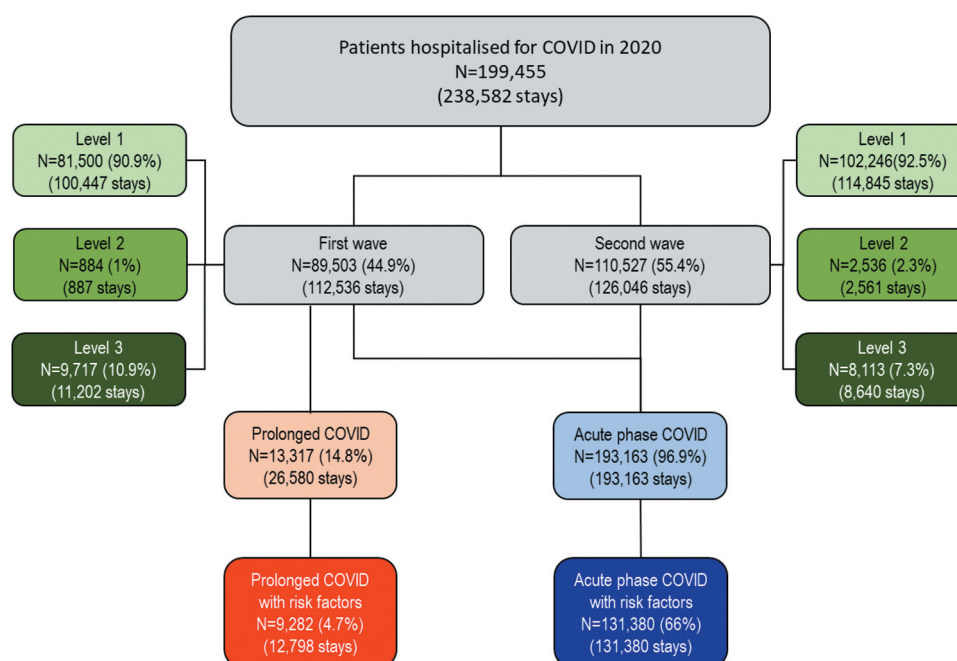 Patients hospitalised for COVID in 2020
N=199,455
(238,582 stays)
Level 1
N=81,500 (90.9%)
(100,447 stays)
Level 1
N=102,246(92.5%)
(114,845 stays)
Level 2
N=884 (1%)
(887 stays)
First wave
N=89,503 (44.9%)
(112,536 stays)
Second wave
N=110,527 (55.4%)
(126,046 stays)
Level 2
N=2,536 (2.3%)
(2,561 stays)
Level 3
N=9,717 (10.9%)
(11,202 stays)
Level 3
N=8,113 (7.3%)
(8,640 stays)
Prolonged COVID
N=13,317 (14.8%)
(26,580 stays)
Acute phase COVID
N=193,163 (96.9%)
(193,163 stays)
Prolonged COVID
with risk factors
N=9,282 (4.7%)
(12,798 stays)
Acute phase COVID
with risk factors
N=131,380 (66%)
(131,380 stays)